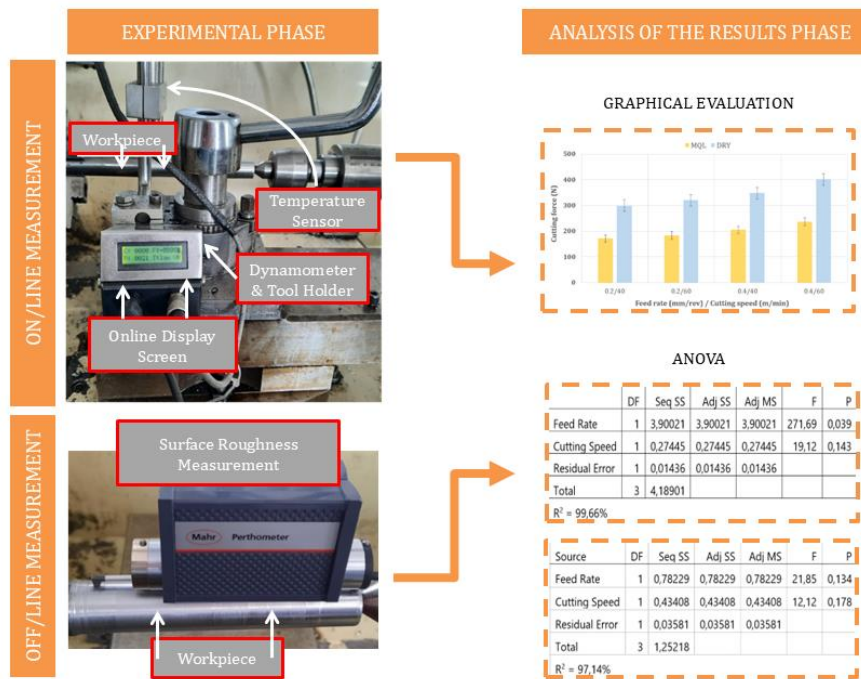 EXPERIMENTAL PHASE
ANALYSIS OF THE RESULTS PHASE
ON/LINE MEASUREMENT
Workpiece
Temperature
Sensor
Dynamometer
& Tool Holder
Online Display
Screen
GRAPHICAL EVALUATION
MQL DRY
Cutting force (N)
500
400
300
200
100
0
0.2/40 0.2/60 0.4/40 0.4/60
Feed rate (mm/rev) / Cutting speed (m/min)
OFF/LINE MEASUREMENT
Surface Roughness
Measurement
Mahr Perthometer
Workpiece
ANOVA
DF Seq SS Adj SS Adj MS F P
Feed Rate 1 3,90021 3,90021 3,90021 271,69 0,039
Cutting Speed 1 0,27445 0,27445 0,27445 19,12 0,143
Residual Error 1 0,01436 0,01436 0,01436
Total 3 4,18901
R² = 99,66%
Source DF Seq SS Adj SS Adj MS F P
Feed Rate 1 0,78229 0,78229 0,78229 21,85 0,134
Cutting Speed 1 0,43408 0,43408 0,43408 12,12 0,178
Residual Error 1 0,03581 0,03581 0,03581
Total 3 1,25218
R² = 97,14%